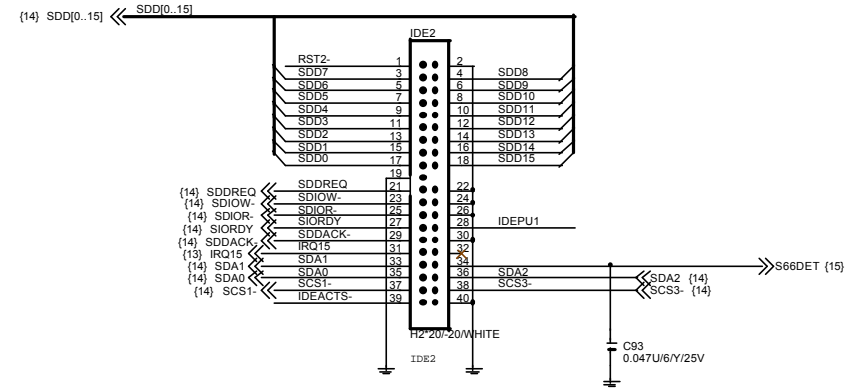 {14} SDD[0..15] SDD[0..15]
IDE2
RST2- 1 2
SDD7 3 4 SDD8
SDD6 5 6 SDD9
SDD5 7 8 SDD10
SDD4 9 10 SDD11
SDD3 11 12 SDD12
SDD2 13 14 SDD13
SDD1 15 16 SDD14
SDD0 17 18 SDD15
19
{14} SDDREQ SDDREQ 21 22
{14} SDIOW- SDIOW- 23 24
{14} SDIOR- SDIOR- 25 26
{14} SIORDY SIORDY 27 28 IDEPU1
{14} SDDACK- SDDACK- 29 30
{13} IRQ15 IRQ15 31 32
{14} SDA1 SDA1 33 34 S66DET {15}
{14} SDA0 SDA0 35 36 SDA2 SDA2 {14}
{14} SCS1- SCS1- 37 38 SCS3- SCS3- {14}
IDEACTS- 39 40
H2*20/-20/WHITE
IDE2
C93
0.047U/6/Y/25V